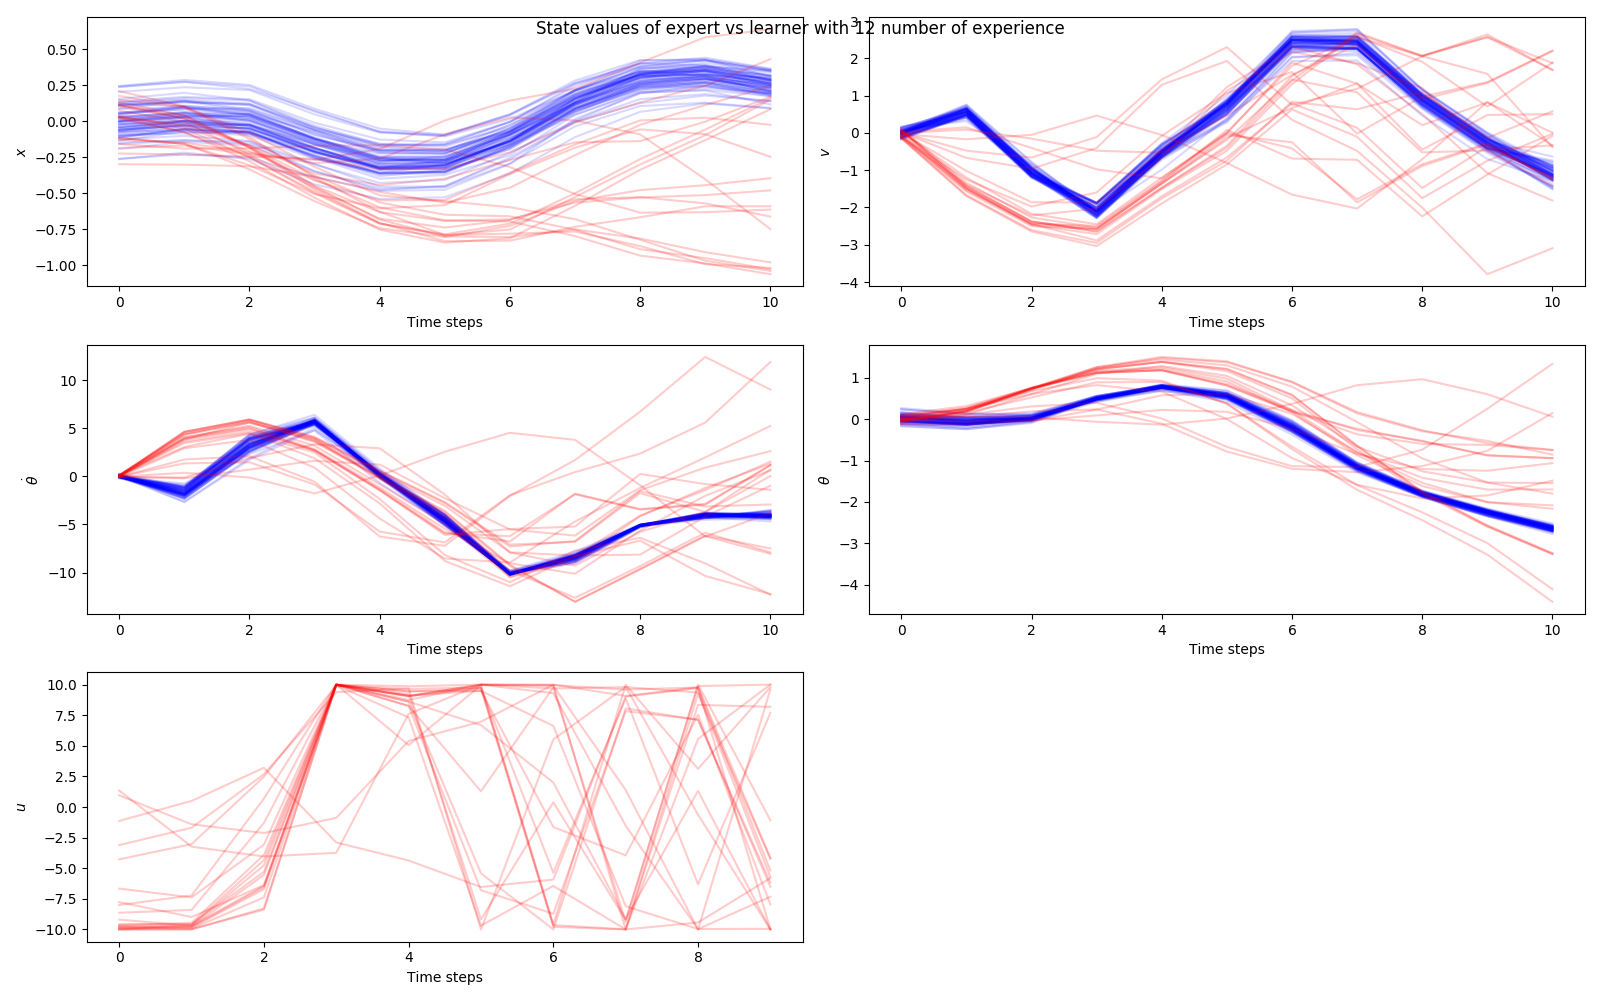 State values of expert vs learner with 12 number of experience
0.50
0.25
0.00
−0.25
−0.50
−0.75
−1.00
x
0 2 4 6 8 10
Time steps
3
2
1
0
−1
−2
−3
−4
v
0 2 4 6 8 10
Time steps
10
5
0
−5
−10
θ̇
0 2 4 6 8 10
Time steps
1
0
−1
−2
−3
−4
θ
0 2 4 6 8 10
Time steps
10.0
7.5
5.0
2.5
0.0
−2.5
−5.0
−7.5
−10.0
u
0 2 4 6 8
Time steps